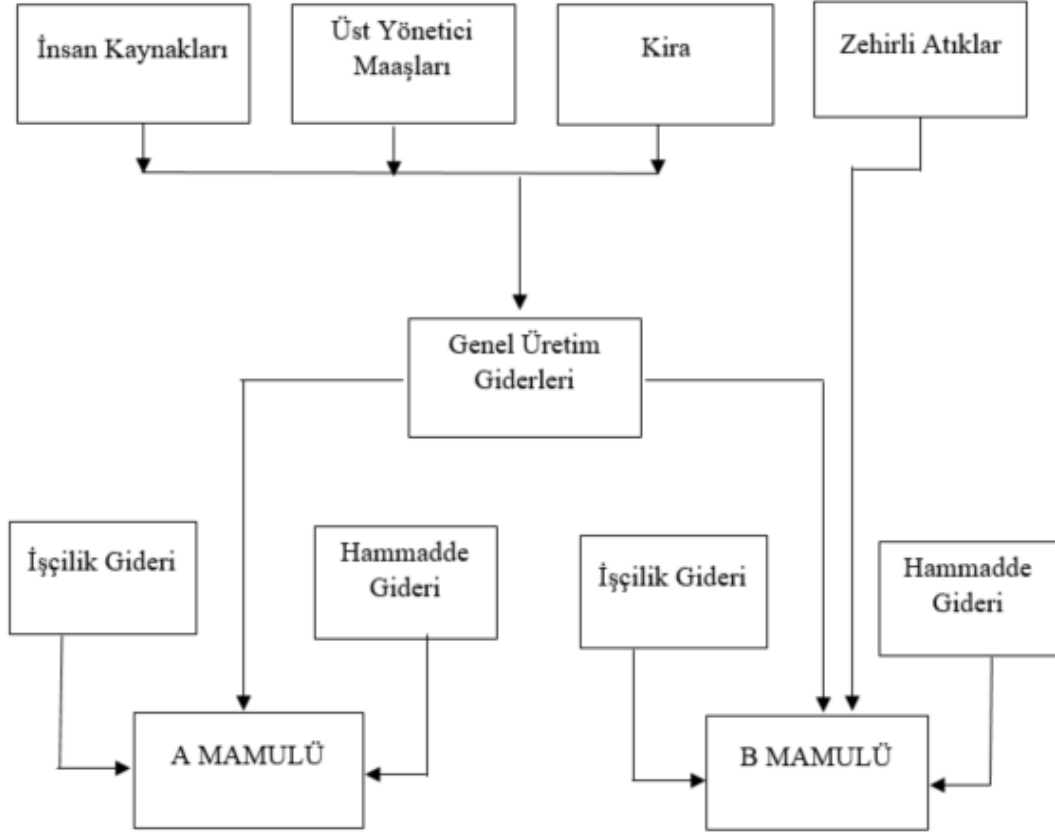 İnsan Kaynakları
Üst Yönetici
Maaşları
Kira
Zehirli Atıklar
Genel Üretim
Giderleri
İşçilik Gideri
Hammadde
Gideri
İşçilik Gideri
Hammadde
Gideri
A MAMULÜ
B MAMULÜ